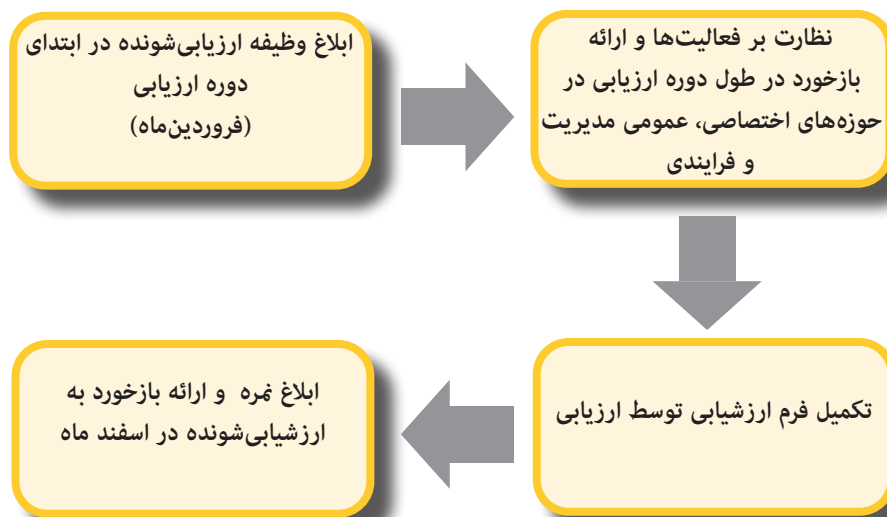 ابلاغ وظیفه ارزیابی‌شونده در ابتدای
دوره ارزیابی
(فروردین‌ماه)
نظارت بر فعالیت‌ها و ارائه
بازخورد در طول دوره ارزیابی در
حوزه‌های اختصاصی، عمومی مدیریت
و فرایندی
تکمیل فرم ارزشیابی توسط ارزیابی
ابلاغ نمره و ارائه بازخورد به
ارزشیابی‌شونده در اسفند ماه